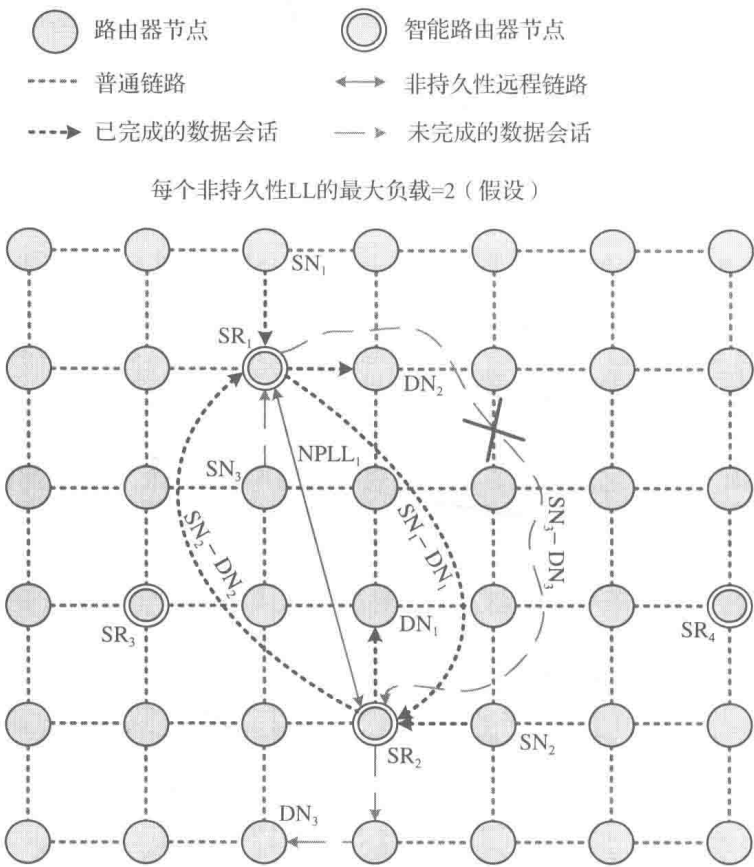 路由器节点 智能路由器节点
普通链路 非持久性远程链路
已完成的数据会话 未完成的数据会话
每个非持久性LL的最大负载=2（假设）
SN₁
SR₁
DN₂
NPLL₁
SN₃
SN₂−DN₂
SN₁−DN₁
SN₃−DN₃
SR₃
DN₁
SR₄
SR₂
SN₂
DN₃